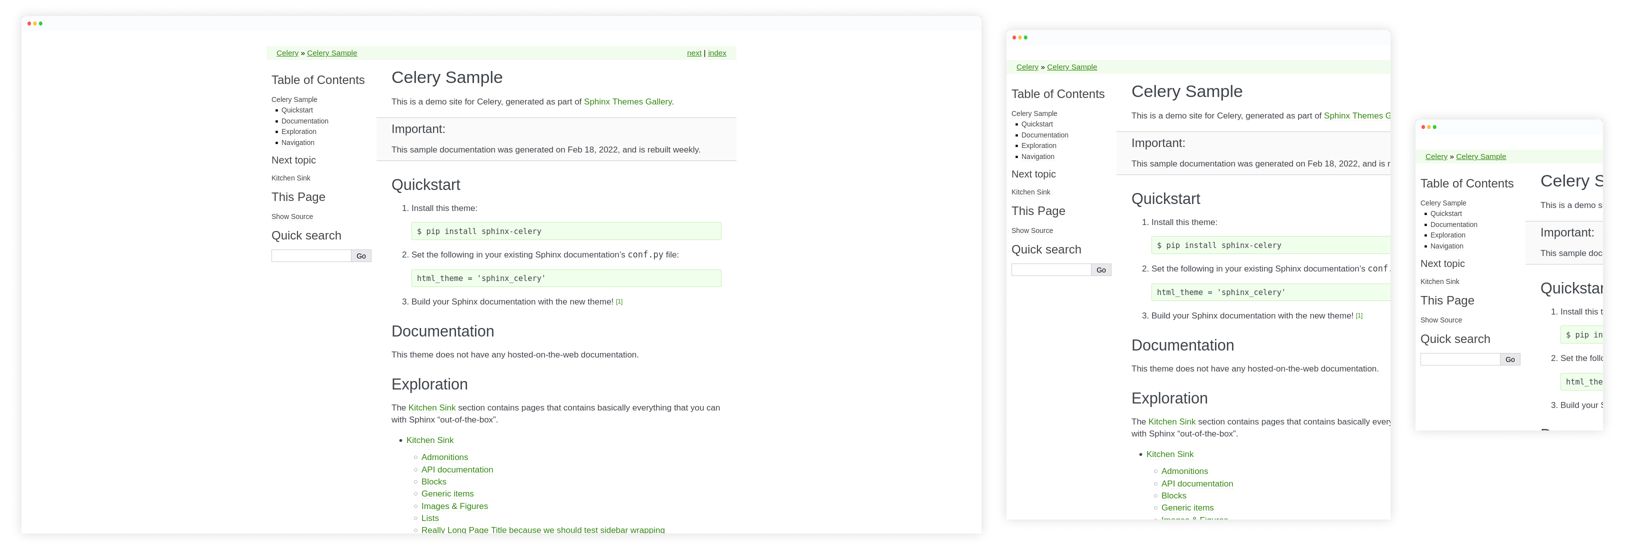 Celery » Celery Sample
next | index
Table of Contents
Celery Sample
Quickstart
Documentation
Exploration
Navigation
Next topic
Kitchen Sink
This Page
Show Source
Quick search
Go
Celery Sample
This is a demo site for Celery, generated as part of Sphinx Themes Gallery.
Important:
This sample documentation was generated on Feb 18, 2022, and is rebuilt weekly.
Quickstart
1. Install this theme:
$ pip install sphinx-celery
2. Set the following in your existing Sphinx documentation’s conf.py file:
html_theme = 'sphinx_celery'
3. Build your Sphinx documentation with the new theme! [1]
Documentation
This theme does not have any hosted-on-the-web documentation.
Exploration
The Kitchen Sink section contains pages that contains basically everything that you can
with Sphinx “out-of-the-box”.
Kitchen Sink
Admonitions
API documentation
Blocks
Generic items
Images & Figures
Lists
Really Long Page Title because we should test sidebar wrapping
Celery » Celery Sample
Table of Contents
Celery Sample
Quickstart
Documentation
Exploration
Navigation
Next topic
Kitchen Sink
This Page
Show Source
Quick search
Go
Celery Sample
This is a demo site for Celery, generated as part of Sphinx Themes G
Important:
This sample documentation was generated on Feb 18, 2022, and is r
Quickstart
1. Install this theme:
$ pip install sphinx-celery
2. Set the following in your existing Sphinx documentation’s conf.
html_theme = 'sphinx_celery'
3. Build your Sphinx documentation with the new theme! [1]
Documentation
This theme does not have any hosted-on-the-web documentation.
Exploration
The Kitchen Sink section contains pages that contains basically every
with Sphinx “out-of-the-box”.
Kitchen Sink
Admonitions
API documentation
Blocks
Generic items
Images & Figures
Celery » Celery Sample
Table of Contents
Celery Sample
Quickstart
Documentation
Exploration
Navigation
Next topic
Kitchen Sink
This Page
Show Source
Quick search
Go
Celery S
This is a demo s
Important:
This sample doc
Quickstar
1. Install this t
$ pip in
2. Set the follo
html_the
3. Build your S